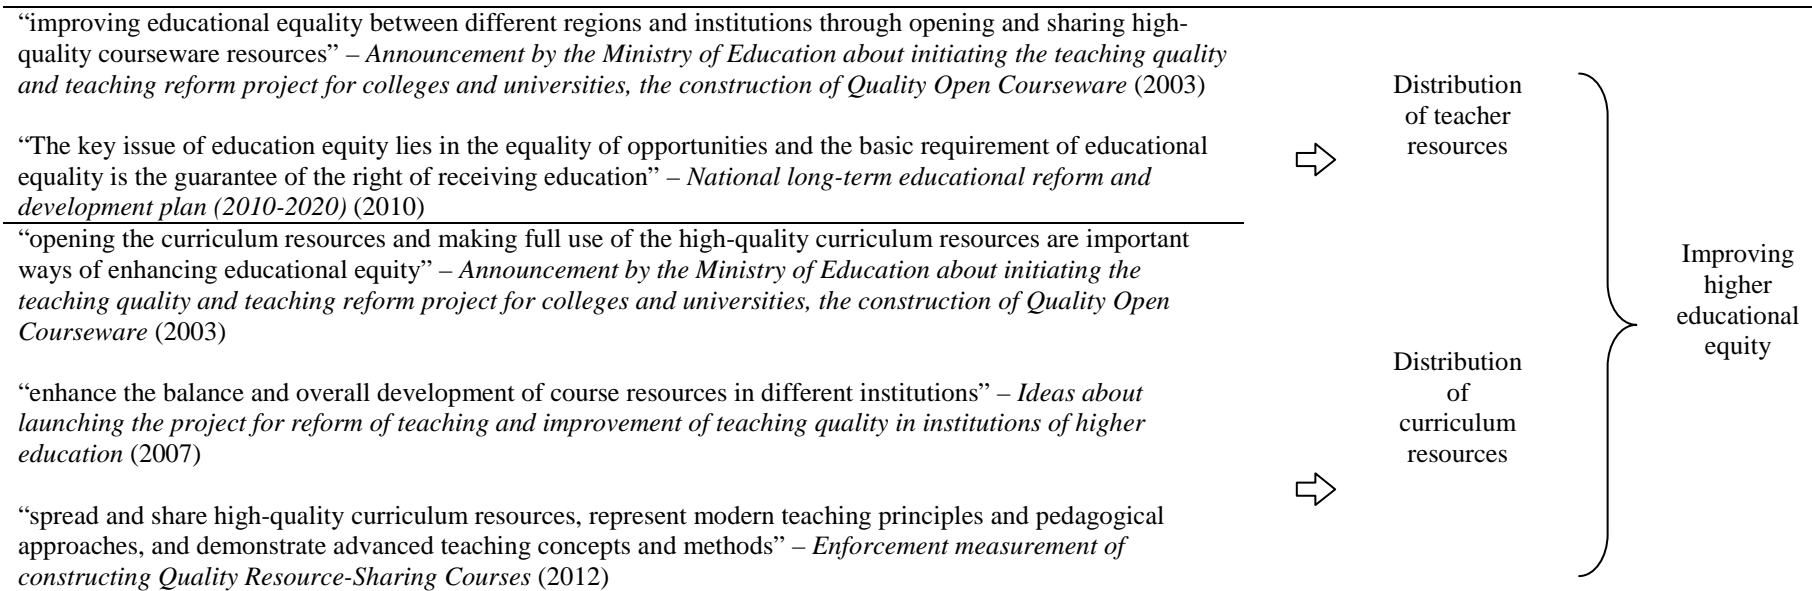 “improving educational equality between different regions and institutions through opening and sharing high-
quality courseware resources” – Announcement by the Ministry of Education about initiating the teaching quality
and teaching reform project for colleges and universities, the construction of Quality Open Courseware (2003)
“The key issue of education equity lies in the equality of opportunities and the basic requirement of educational
equality is the guarantee of the right of receiving education” – National long-term educational reform and
development plan (2010-2020) (2010)
Distribution
of teacher
resources
“opening the curriculum resources and making full use of the high-quality curriculum resources are important
ways of enhancing educational equity” – Announcement by the Ministry of Education about initiating the
teaching quality and teaching reform project for colleges and universities, the construction of Quality Open
Courseware (2003)
“enhance the balance and overall development of course resources in different institutions” – Ideas about
launching the project for reform of teaching and improvement of teaching quality in institutions of higher
education (2007)
“spread and share high-quality curriculum resources, represent modern teaching principles and pedagogical
approaches, and demonstrate advanced teaching concepts and methods” – Enforcement measurement of
constructing Quality Resource-Sharing Courses (2012)
Distribution
of
curriculum
resources
Improving
higher
educational
equity